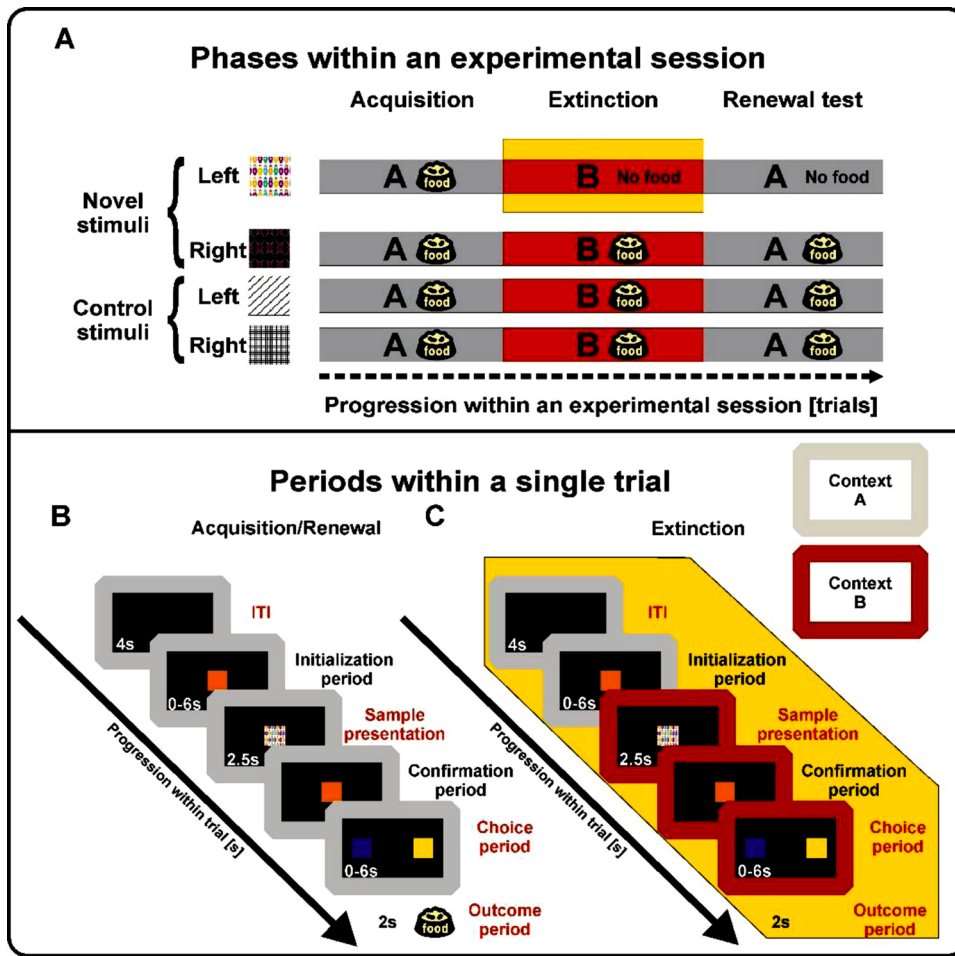 A
Phases within an experimental session
Acquisition Extinction Renewal test
Novel stimuli
Left A food B No food A No food
Right A food B food A food
Control stimuli
Left A food B food A food
Right A food B food A food
Progression within an experimental session [trials]
Periods within a single trial
Context A
Context B
B
Acquisition/Renewal
4s ITI
0-6s Initialization period
2.5s Sample presentation
Confirmation period
0-6s Choice period
2s food Outcome period
Progression within trial [s]
C
Extinction
4s ITI
0-6s Initialization period
2.5s Sample presentation
Confirmation period
0-6s Choice period
2s Outcome period
Progression within trial [s]